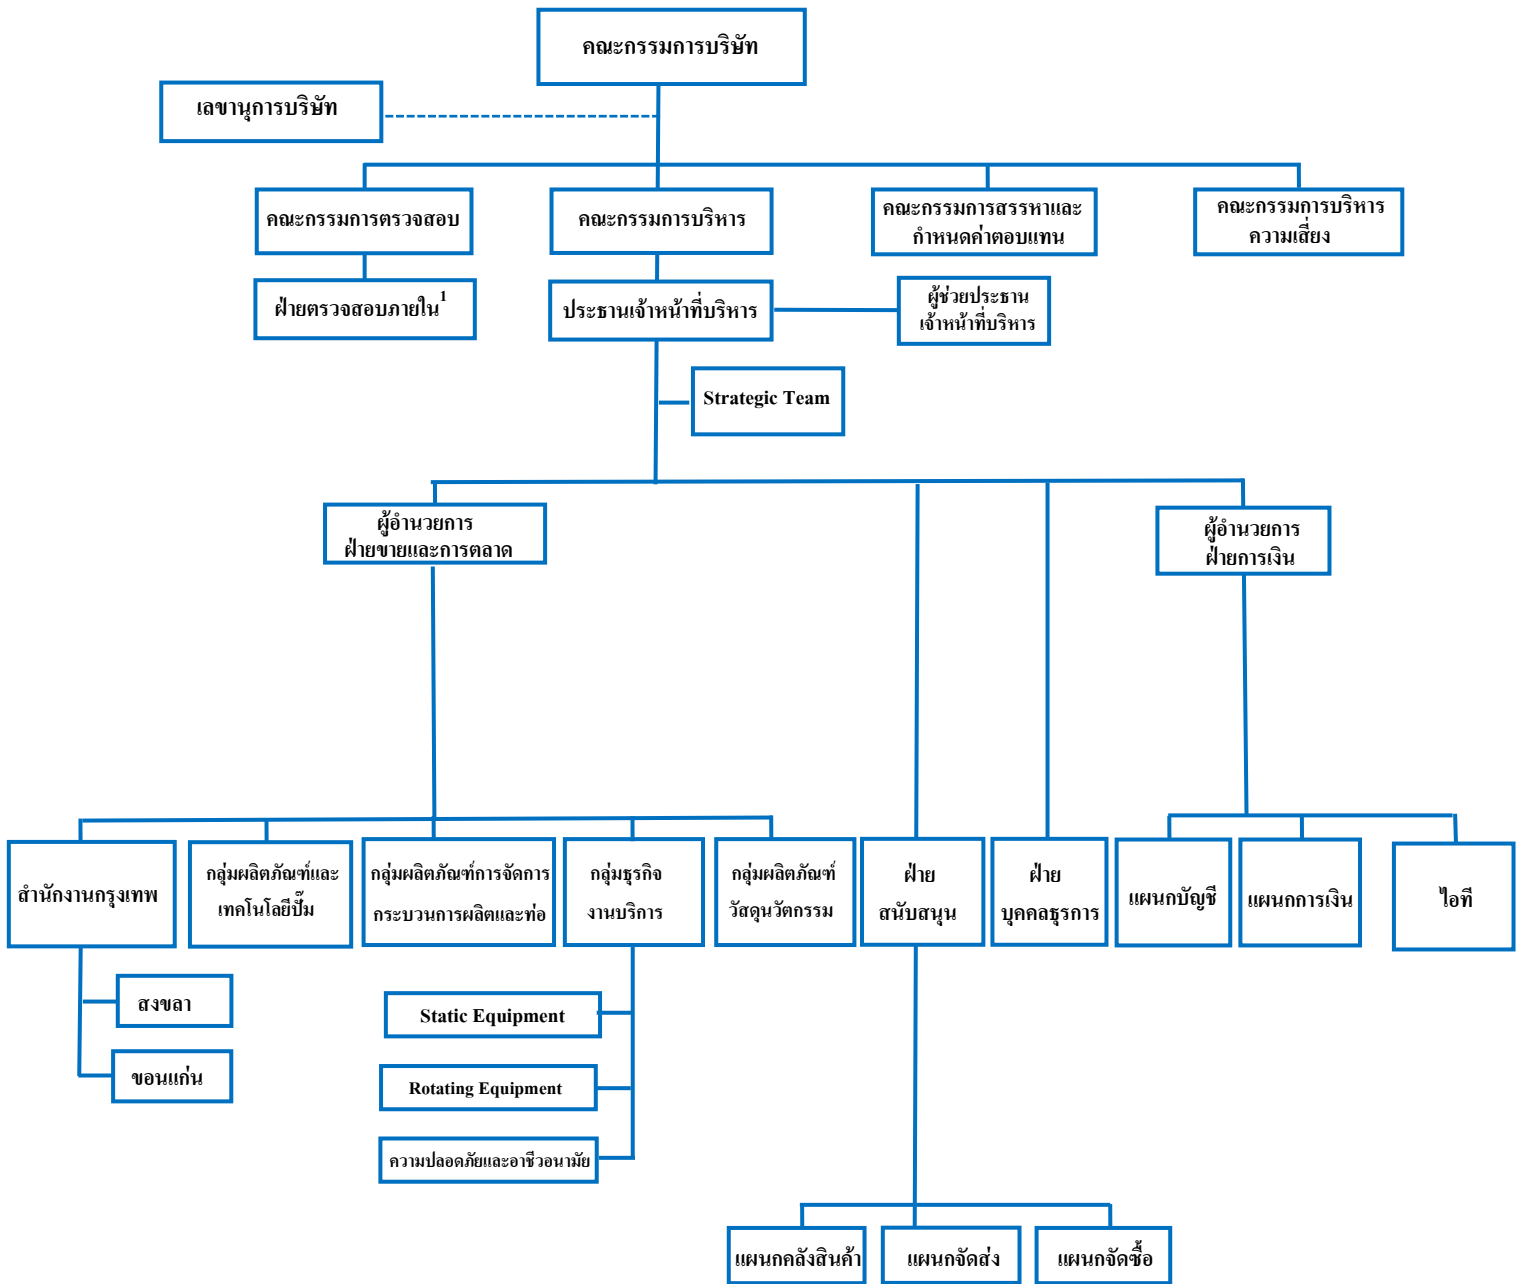 คณะกรรมการบริษัท
เลขานุการบริษัท
คณะกรรมการตรวจสอบ
คณะกรรมการบริหาร
คณะกรรมการสรรหาและ
กำหนดค่าตอบแทน
คณะกรรมการบริหาร
ความเสี่ยง
ฝ่ายตรวจสอบภายใน1
ประธานเจ้าหน้าที่บริหาร
ผู้ช่วยประธาน
เจ้าหน้าที่บริหาร
Strategic Team
ผู้อำนวยการ
ฝ่ายขายและการตลาด
ผู้อำนวยการ
ฝ่ายการเงิน
สำนักงานกรุงเทพ
กลุ่มผลิตภัณฑ์และ
เทคโนโลยีปั๊ม
กลุ่มผลิตภัณฑ์การจัดการ
กระบวนการผลิตและท่อ
กลุ่มธุรกิจ
งานบริการ
กลุ่มผลิตภัณฑ์
วัสดุนวัตกรรม
ฝ่าย
สนับสนุน
ฝ่าย
บุคคลธุรการ
แผนกบัญชี
แผนกการเงิน
ไอที
สงขลา
ขอนแก่น
Static Equipment
Rotating Equipment
ความปลอดภัยและอาชีวอนามัย
แผนกคลังสินค้า
แผนกจัดส่ง
แผนกจัดซื้อ